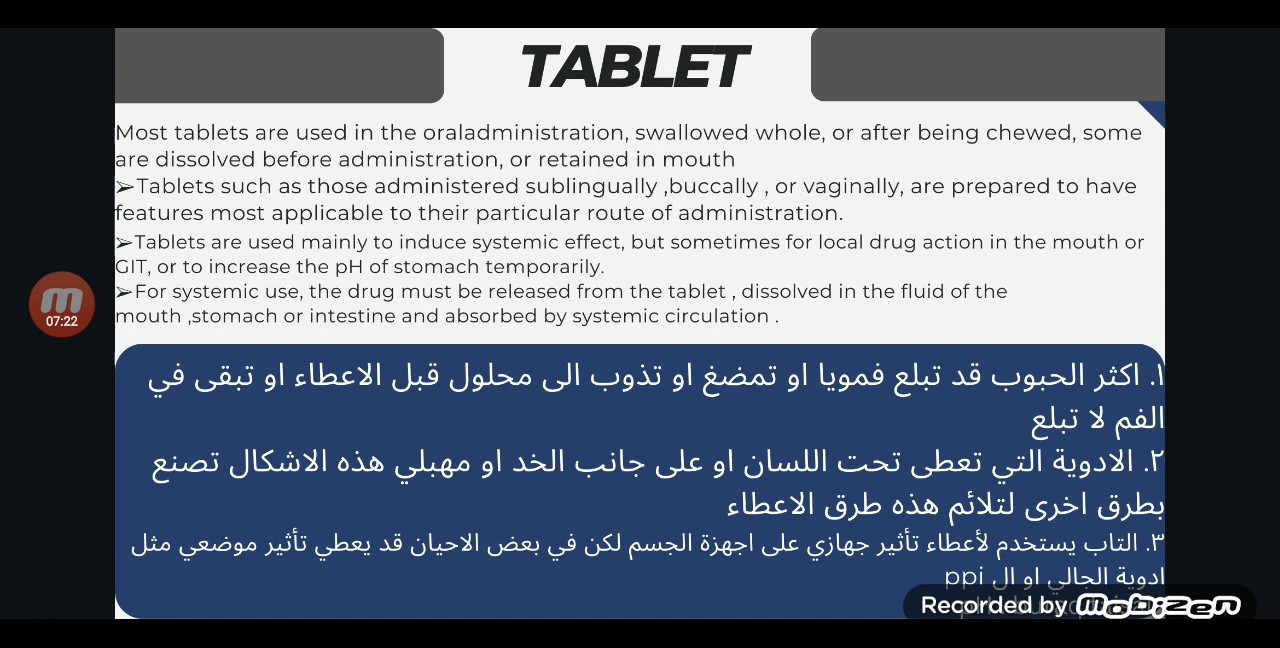 TABLET
Most tablets are used in the oraladministration, swallowed whole, or after being chewed, some
are dissolved before administration, or retained in mouth
➢Tablets such as those administered sublingually ,buccally , or vaginally, are prepared to have
features most applicable to their particular route of administration.
➢Tablets are used mainly to induce systemic effect, but sometimes for local drug action in the mouth or
GIT, or to increase the pH of stomach temporarily.
➢For systemic use, the drug must be released from the tablet , dissolved in the fluid of the
mouth ,stomach or intestine and absorbed by systemic circulation .
07:22
١. اكثر الحبوب قد تبلع فمويا او تمضغ او تذوب الى محلول قبل الاعطاء او تبقى في
الفم لا تبلع
٢. الادوية التي تعطى تحت اللسان او على جانب الخد او مهبلي هذه الاشكال تصنع
بطرق اخرى لتلائم هذه طرق الاعطاء
٣. التاب يستخدم لأعطاء تأثير جهازي على اجهزة الجسم لكن في بعض الاحيان قد يعطي تأثير موضعي مثل
ادوية الجالي او ال ppi
Recorded by Mobizen